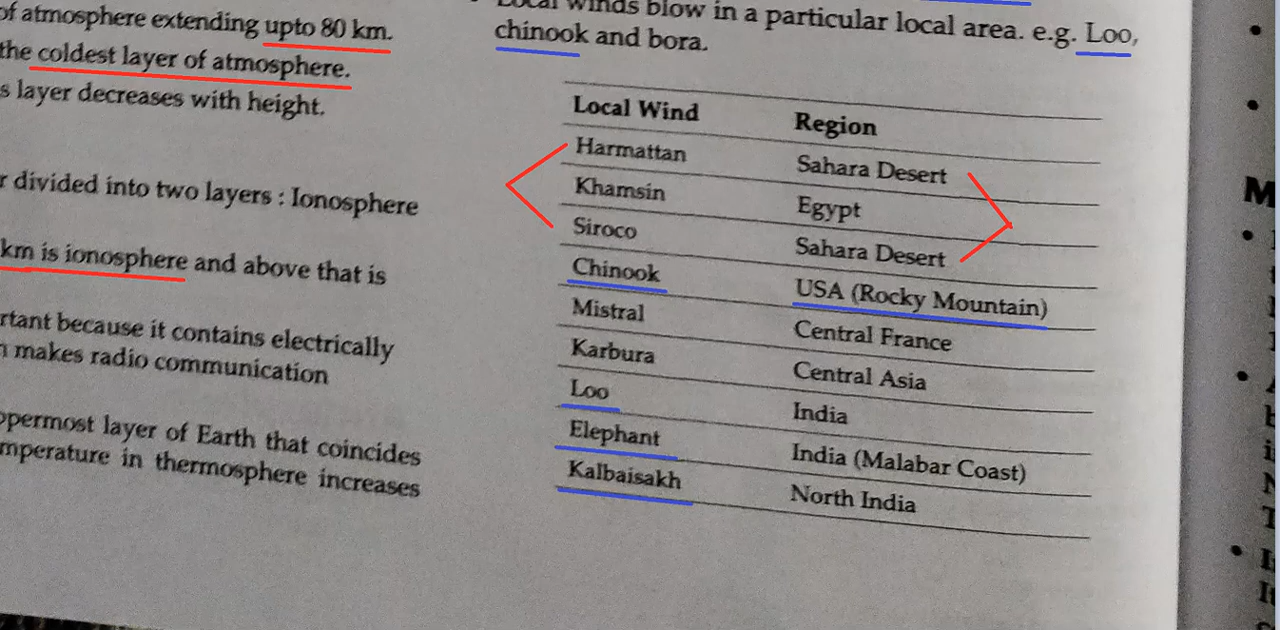 of atmosphere extending upto 80 km.
the coldest layer of atmosphere.
s layer decreases with height.
r divided into two layers : Ionosphere
km is ionosphere and above that is
rtant because it contains electrically
makes radio communication
ppermost layer of Earth that coincides
mperature in thermosphere increases
Local winds blow in a particular local area. e.g. Loo,
chinook and bora.
Local Wind Region
Harmattan Sahara Desert
Khamsin Egypt
Siroco Sahara Desert
Chinook USA (Rocky Mountain)
Mistral Central France
Karbura Central Asia
Loo India
Elephant India (Malabar Coast)
Kalbaisakh North India
M